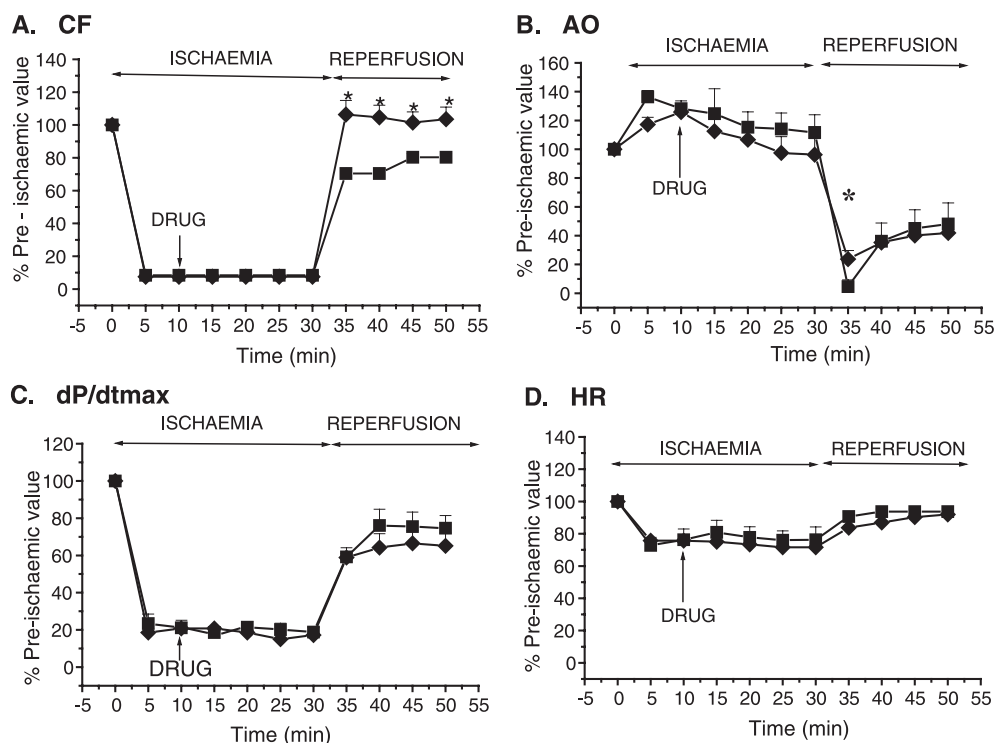 A. CF
ISCHAEMIA REPERFUSION
140
120
100
80
60
40
20
0
% Pre - ischaemic value
* * * *
DRUG
-5 0 5 10 15 20 25 30 35 40 45 50 55
Time (min)
B. AO
ISCHAEMIA REPERFUSION
160
140
120
100
80
60
40
20
0
% Pre-ischaemic value
DRUG
*
-5 0 5 10 15 20 25 30 35 40 45 50 55
Time (min)
C. dP/dtmax
ISCHAEMIA REPERFUSION
120
100
80
60
40
20
0
% Pre-ischaemic value
DRUG
-5 0 5 10 15 20 25 30 35 40 45 50 55
Time (min)
D. HR
ISCHAEMIA REPERFUSION
140
120
100
80
60
40
20
0
% Pre-ischaemic value
DRUG
-5 0 5 10 15 20 25 30 35 40 45 50 55
Time (min)